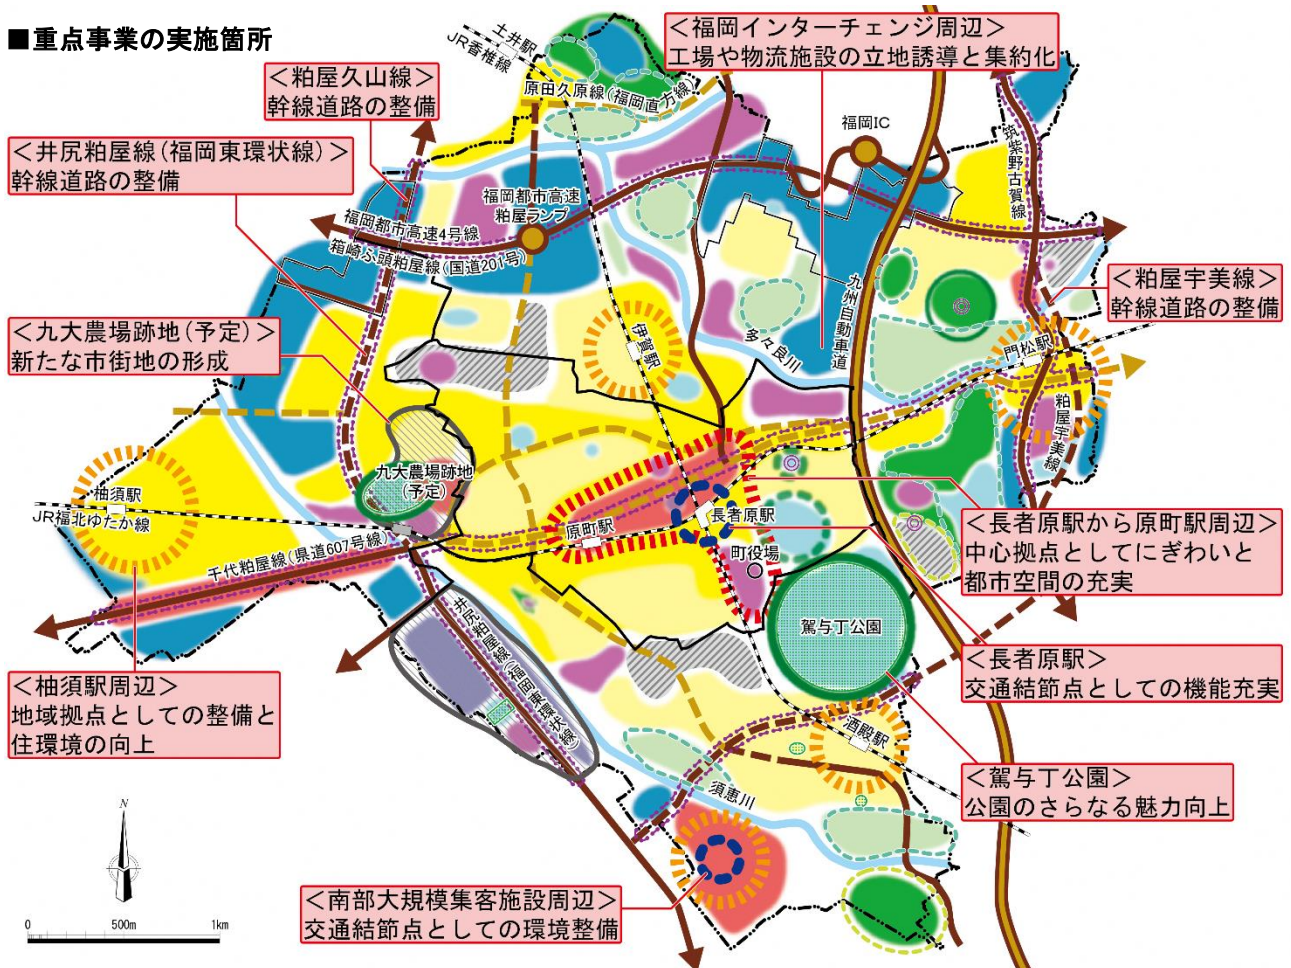 ■重点事業の実施箇所
＜福岡インターチェンジ周辺＞
工場や物流施設の立地誘導と集約化
＜粕屋久山線＞
幹線道路の整備
＜井尻粕屋線(福岡東環状線)＞
幹線道路の整備
土井駅
JR香椎線
原田久原線(福岡直方線)
福岡IC
筑紫野古賀線
福岡都市高速
粕屋ランプ
福岡都市高速4号線
箱崎ふ頭粕屋線(国道201号)
＜粕屋宇美線＞
幹線道路の整備
＜九大農場跡地(予定)＞
新たな市街地の形成
伊賀駅
多々良川
九州自動車道
門松駅
粕屋宇美線
九大農場跡地
(予定)
柚須駅
JR福北ゆたか線
千代粕屋線(県道607号線)
原町駅
長者原駅
町役場
＜長者原駅から原町駅周辺＞
中心拠点としてにぎわいと
都市空間の充実
駕与丁公園
井尻粕屋線(福岡東環状線)
＜長者原駅＞
交通結節点としての機能充実
＜柚須駅周辺＞
地域拠点としての整備と
住環境の向上
酒殿駅
須恵川
＜駕与丁公園＞
公園のさらなる魅力向上
＜南部大規模集客施設周辺＞
交通結節点としての環境整備
N
0 500m 1km